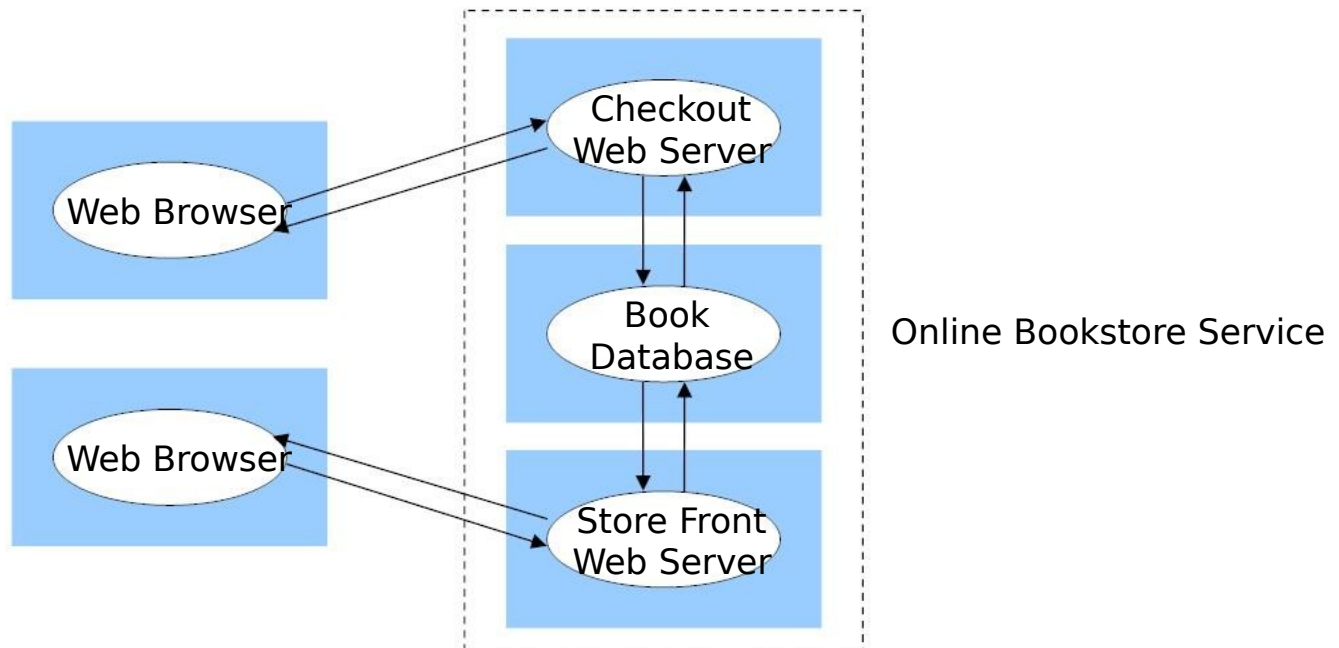 Checkout
Web Server
Web Browser
Book
Database
Online Bookstore Service
Web Browser
Store Front
Web Server